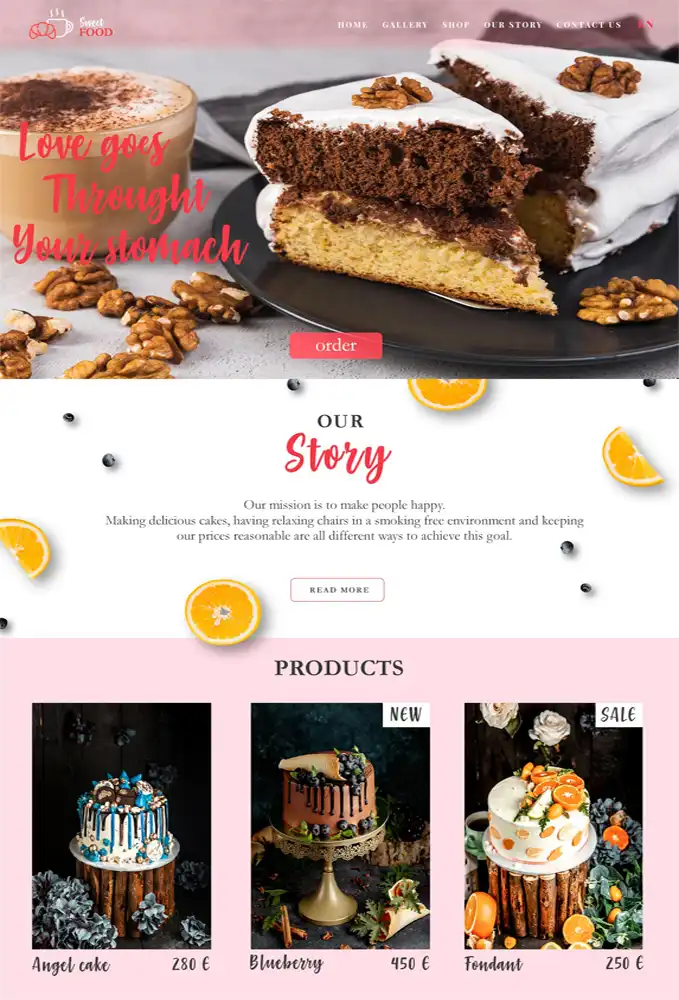 Sweet
FOOD
HOME GALLERY SHOP OUR STORY CONTACT US EN
Love goes
Throught
Your stomach
order
OUR
Story
Our mission is to make people happy.
Making delicious cakes, having relaxing chairs in a smoking free environment and keeping
our prices reasonable are all different ways to achieve this goal.
READ MORE
PRODUCTS
NEW
SALE
Angel cake 280 €
Blueberry 450 €
Fondant 250 €